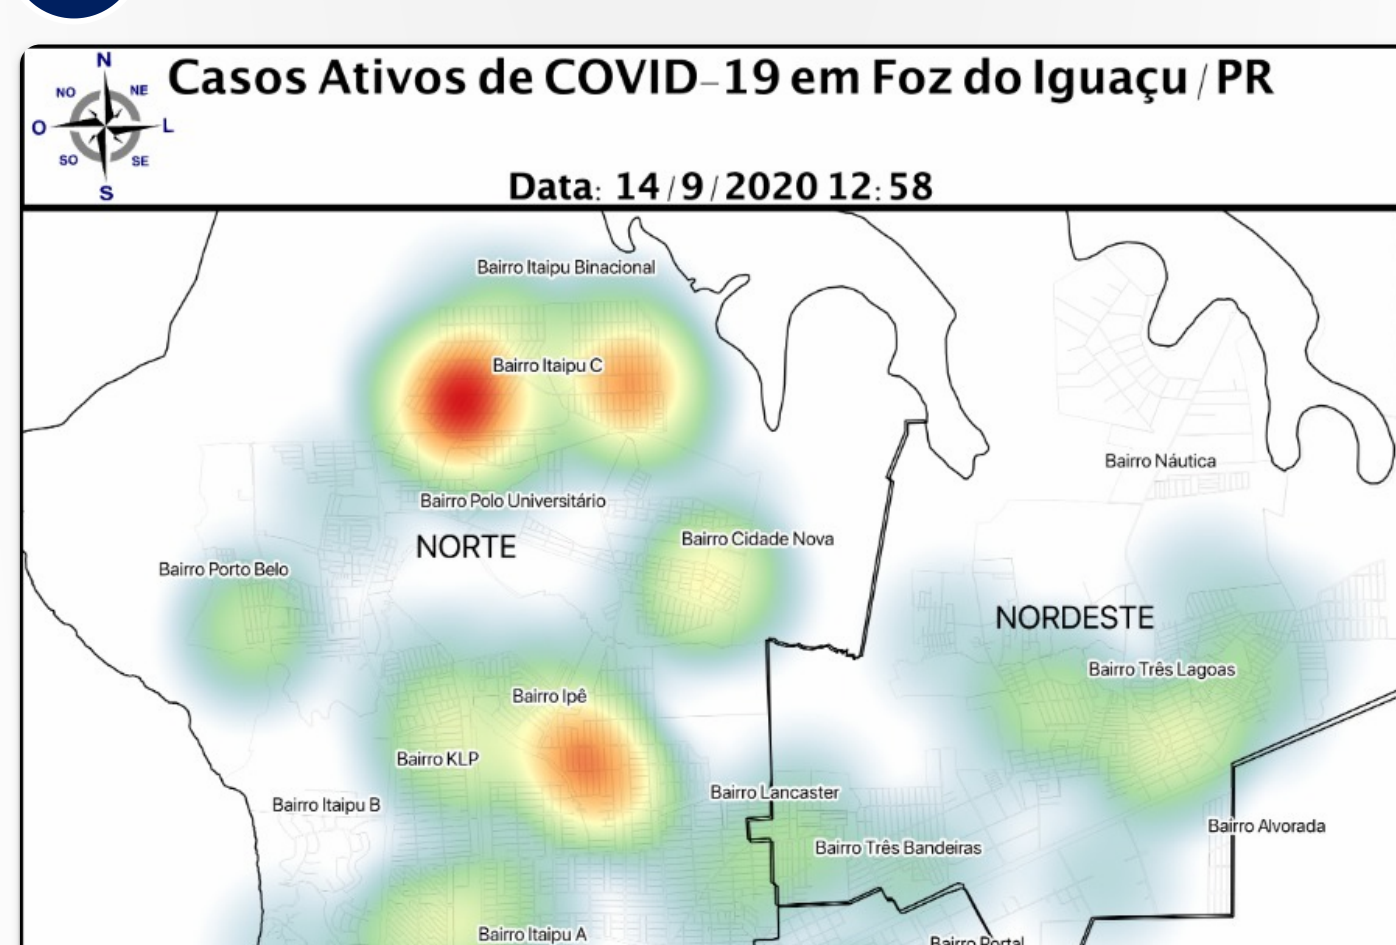 N
NO
NE
O
L
SO
SE
S
Casos Ativos de COVID-19 em Foz do Iguaçu / PR
Data: 14/9/2020 12:58
Bairro Itaipu Binacional
Bairro Itaipu C
Bairro Náutica
Bairro Polo Universitário
Bairro Cidade Nova
NORTE
Bairro Porto Belo
NORDESTE
Bairro Três Lagoas
Bairro Ipê
Bairro KLP
Bairro Lancaster
Bairro Itaipu B
Bairro Alvorada
Bairro Três Bandeiras
Bairro Itaipu A
Bairro Portal